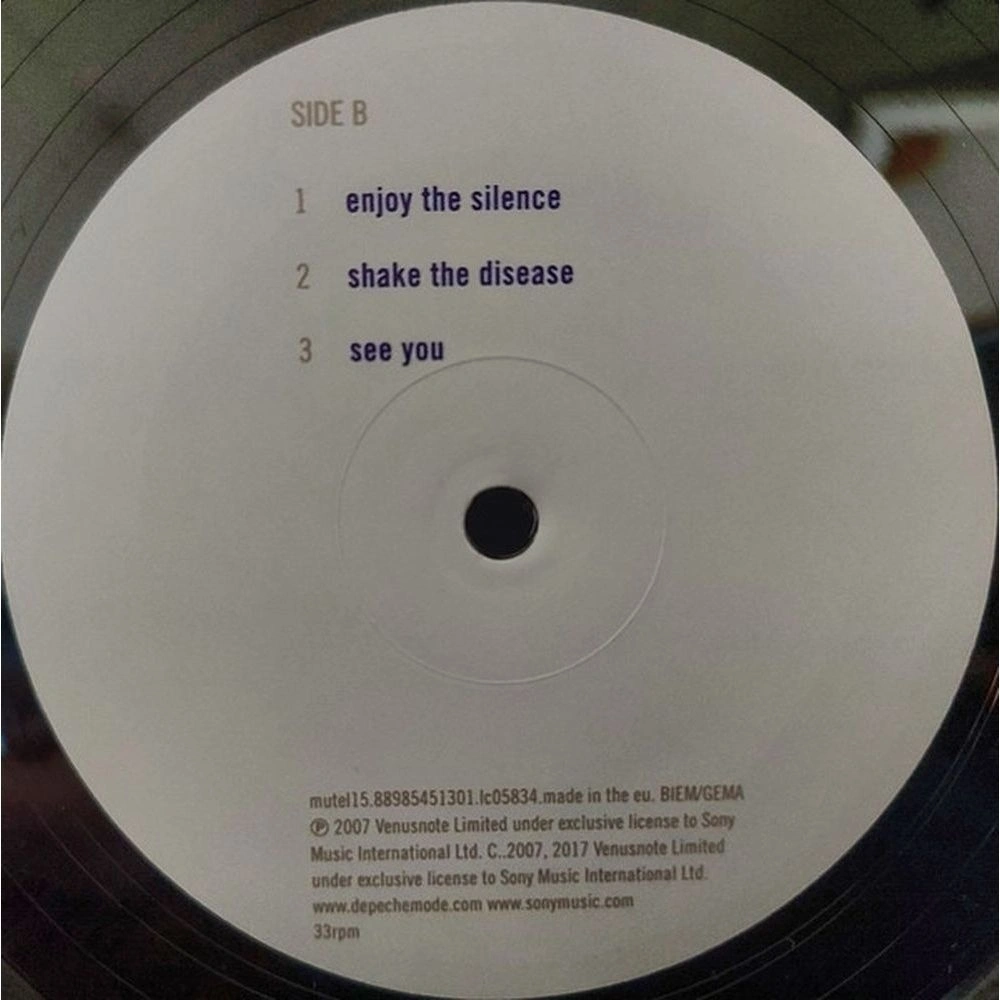 SIDE B
1 enjoy the silence
2 shake the disease
3 see you
mutel15.88985451301.lc05834.made in the eu. BIEM/GEMA
℗ 2007 Venusnote Limited under exclusive license to Sony
Music International Ltd. C..2007, 2017 Venusnote Limited
under exclusive license to Sony Music International Ltd.
www.depechemode.com www.sonymusic.com
33rpm